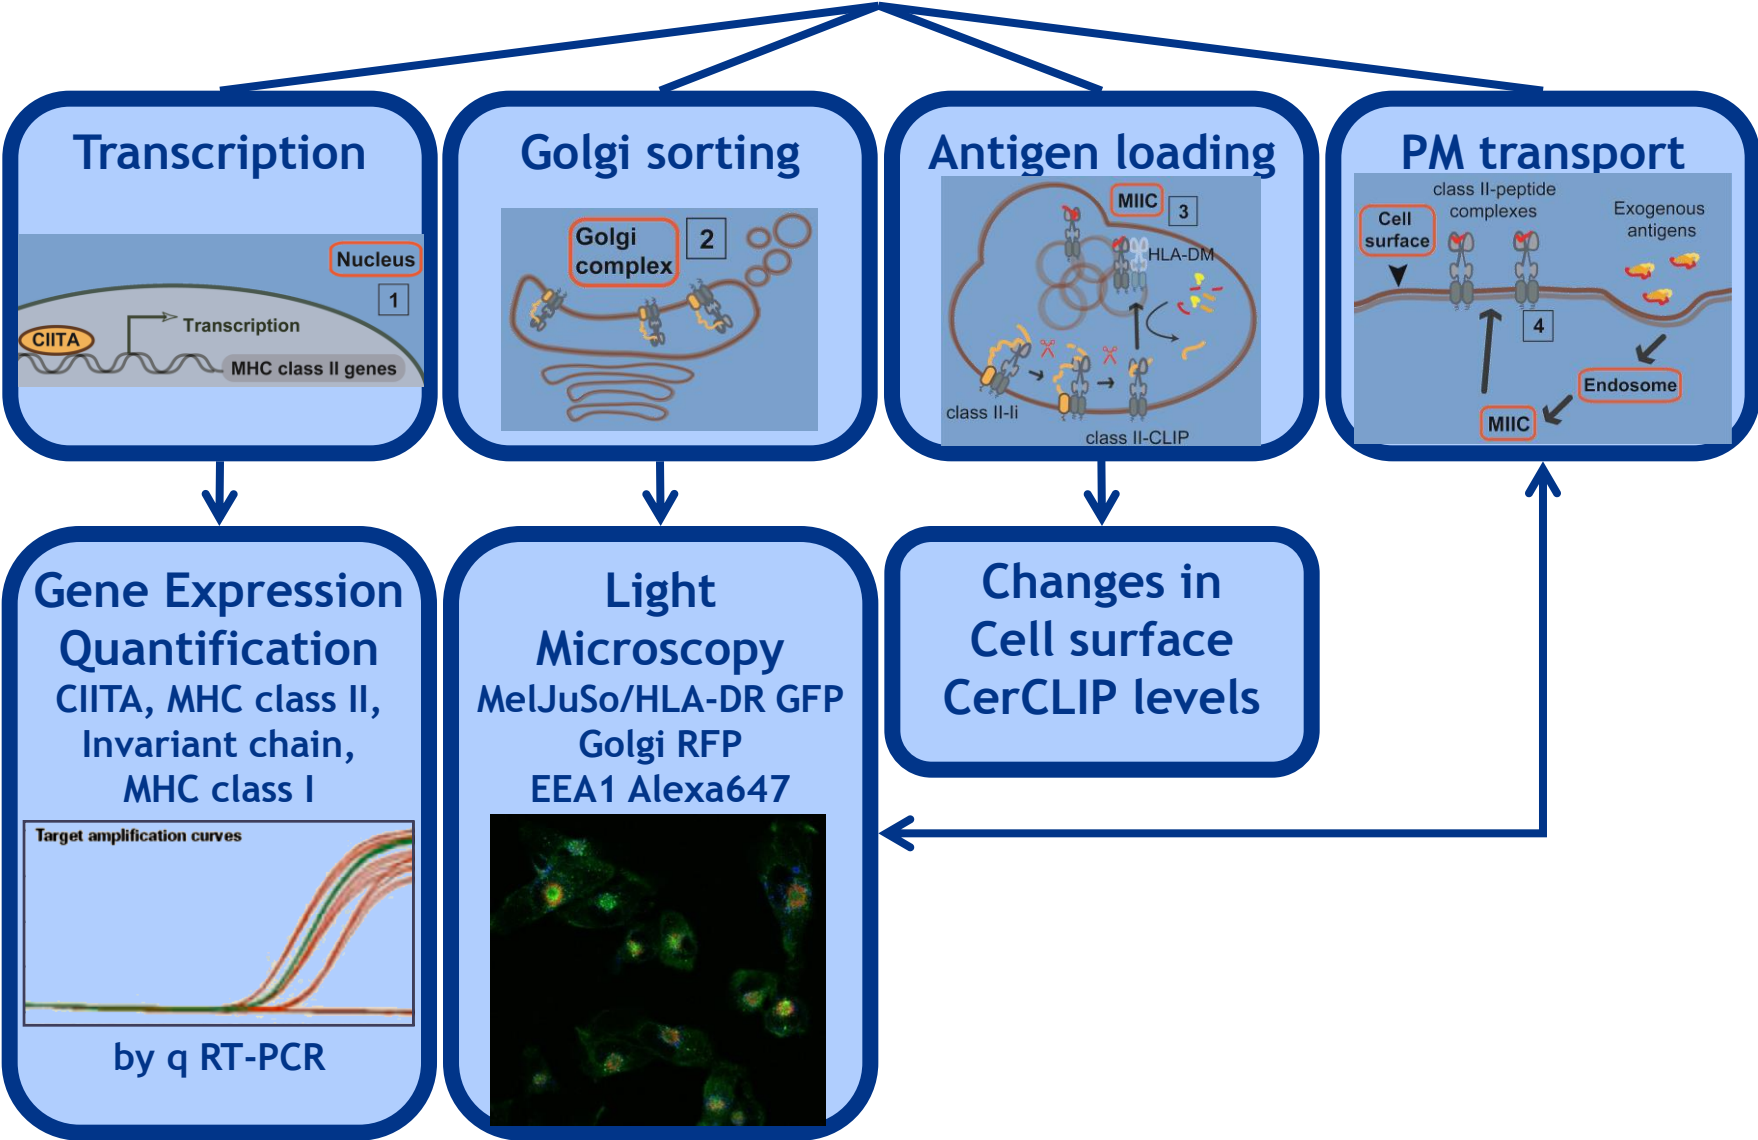 Transcription
Nucleus
1
CIITA
Transcription
MHC class II genes
Golgi sorting
Golgi
complex
2
Antigen loading
MIIC
3
HLA-DM
class II-Ii
class II-CLIP
PM transport
class II-peptide
complexes
Cell
surface
Exogenous
antigens
4
Endosome
MIIC
Gene Expression
Quantification
CIITA, MHC class II,
Invariant chain,
MHC class I
Target amplification curves
by q RT-PCR
Light
Microscopy
MelJuSo/HLA-DR GFP
Golgi RFP
EEA1 Alexa647
Changes in
Cell surface
CerCLIP levels